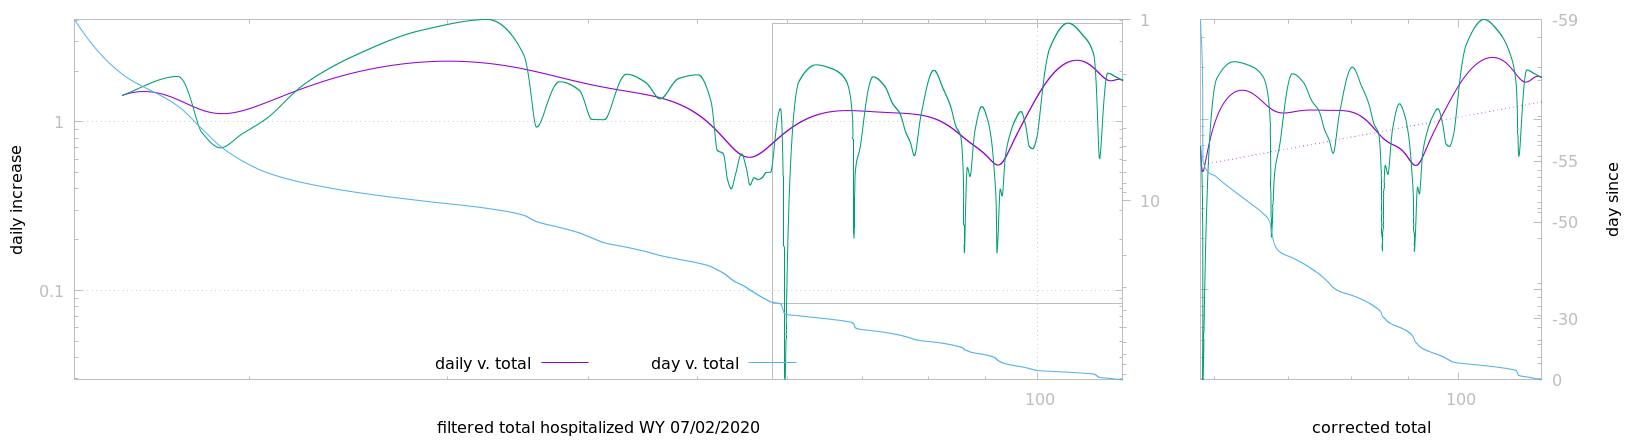 daily increase
1
0.1
daily v. total
day v. total
100
filtered total hospitalized WY 07/02/2020
1
10
-59
-55
-50
-30
0
day since
100
corrected total